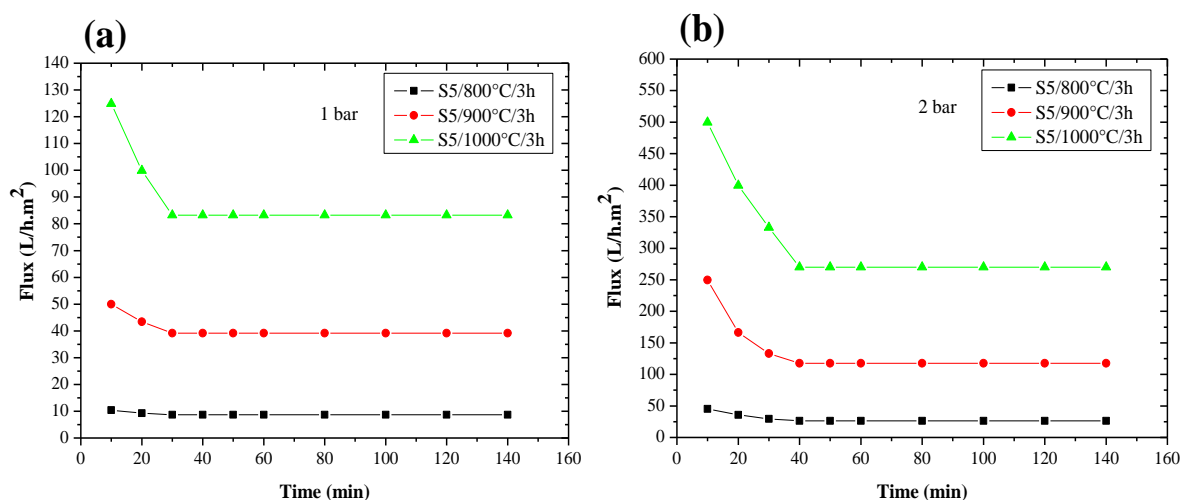 (a)
140
130
120
110
100
90
80
70
60
50
40
30
20
10
0
Flux (L/h.m²)
1 bar
S5/800°C/3h
S5/900°C/3h
S5/1000°C/3h
0 20 40 60 80 100 120 140 160
Time (min)
(b)
600
550
500
450
400
350
300
250
200
150
100
50
0
Flux (L/h.m²)
2 bar
S5/800°C/3h
S5/900°C/3h
S5/1000°C/3h
0 20 40 60 80 100 120 140 160
Time (min)